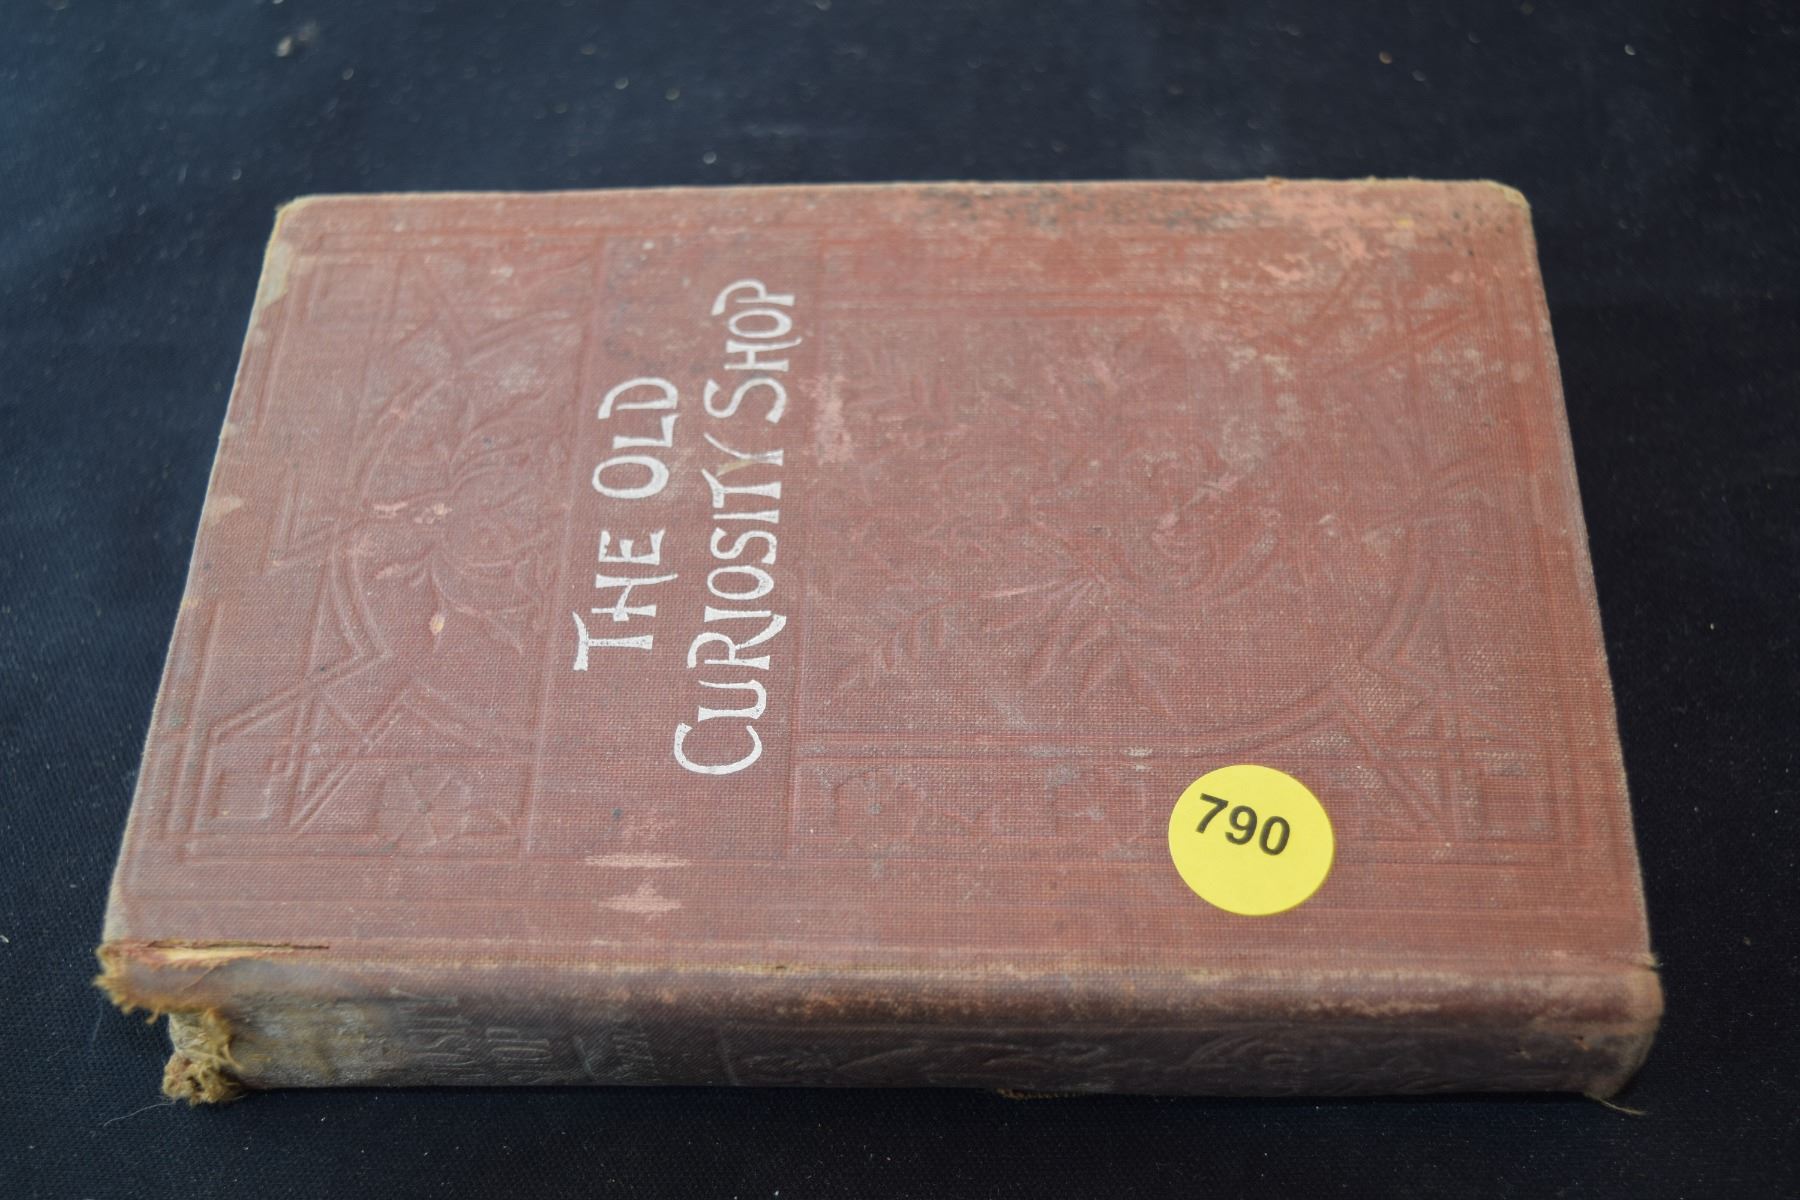 THE OLD
CURIOSITY SHOP
790